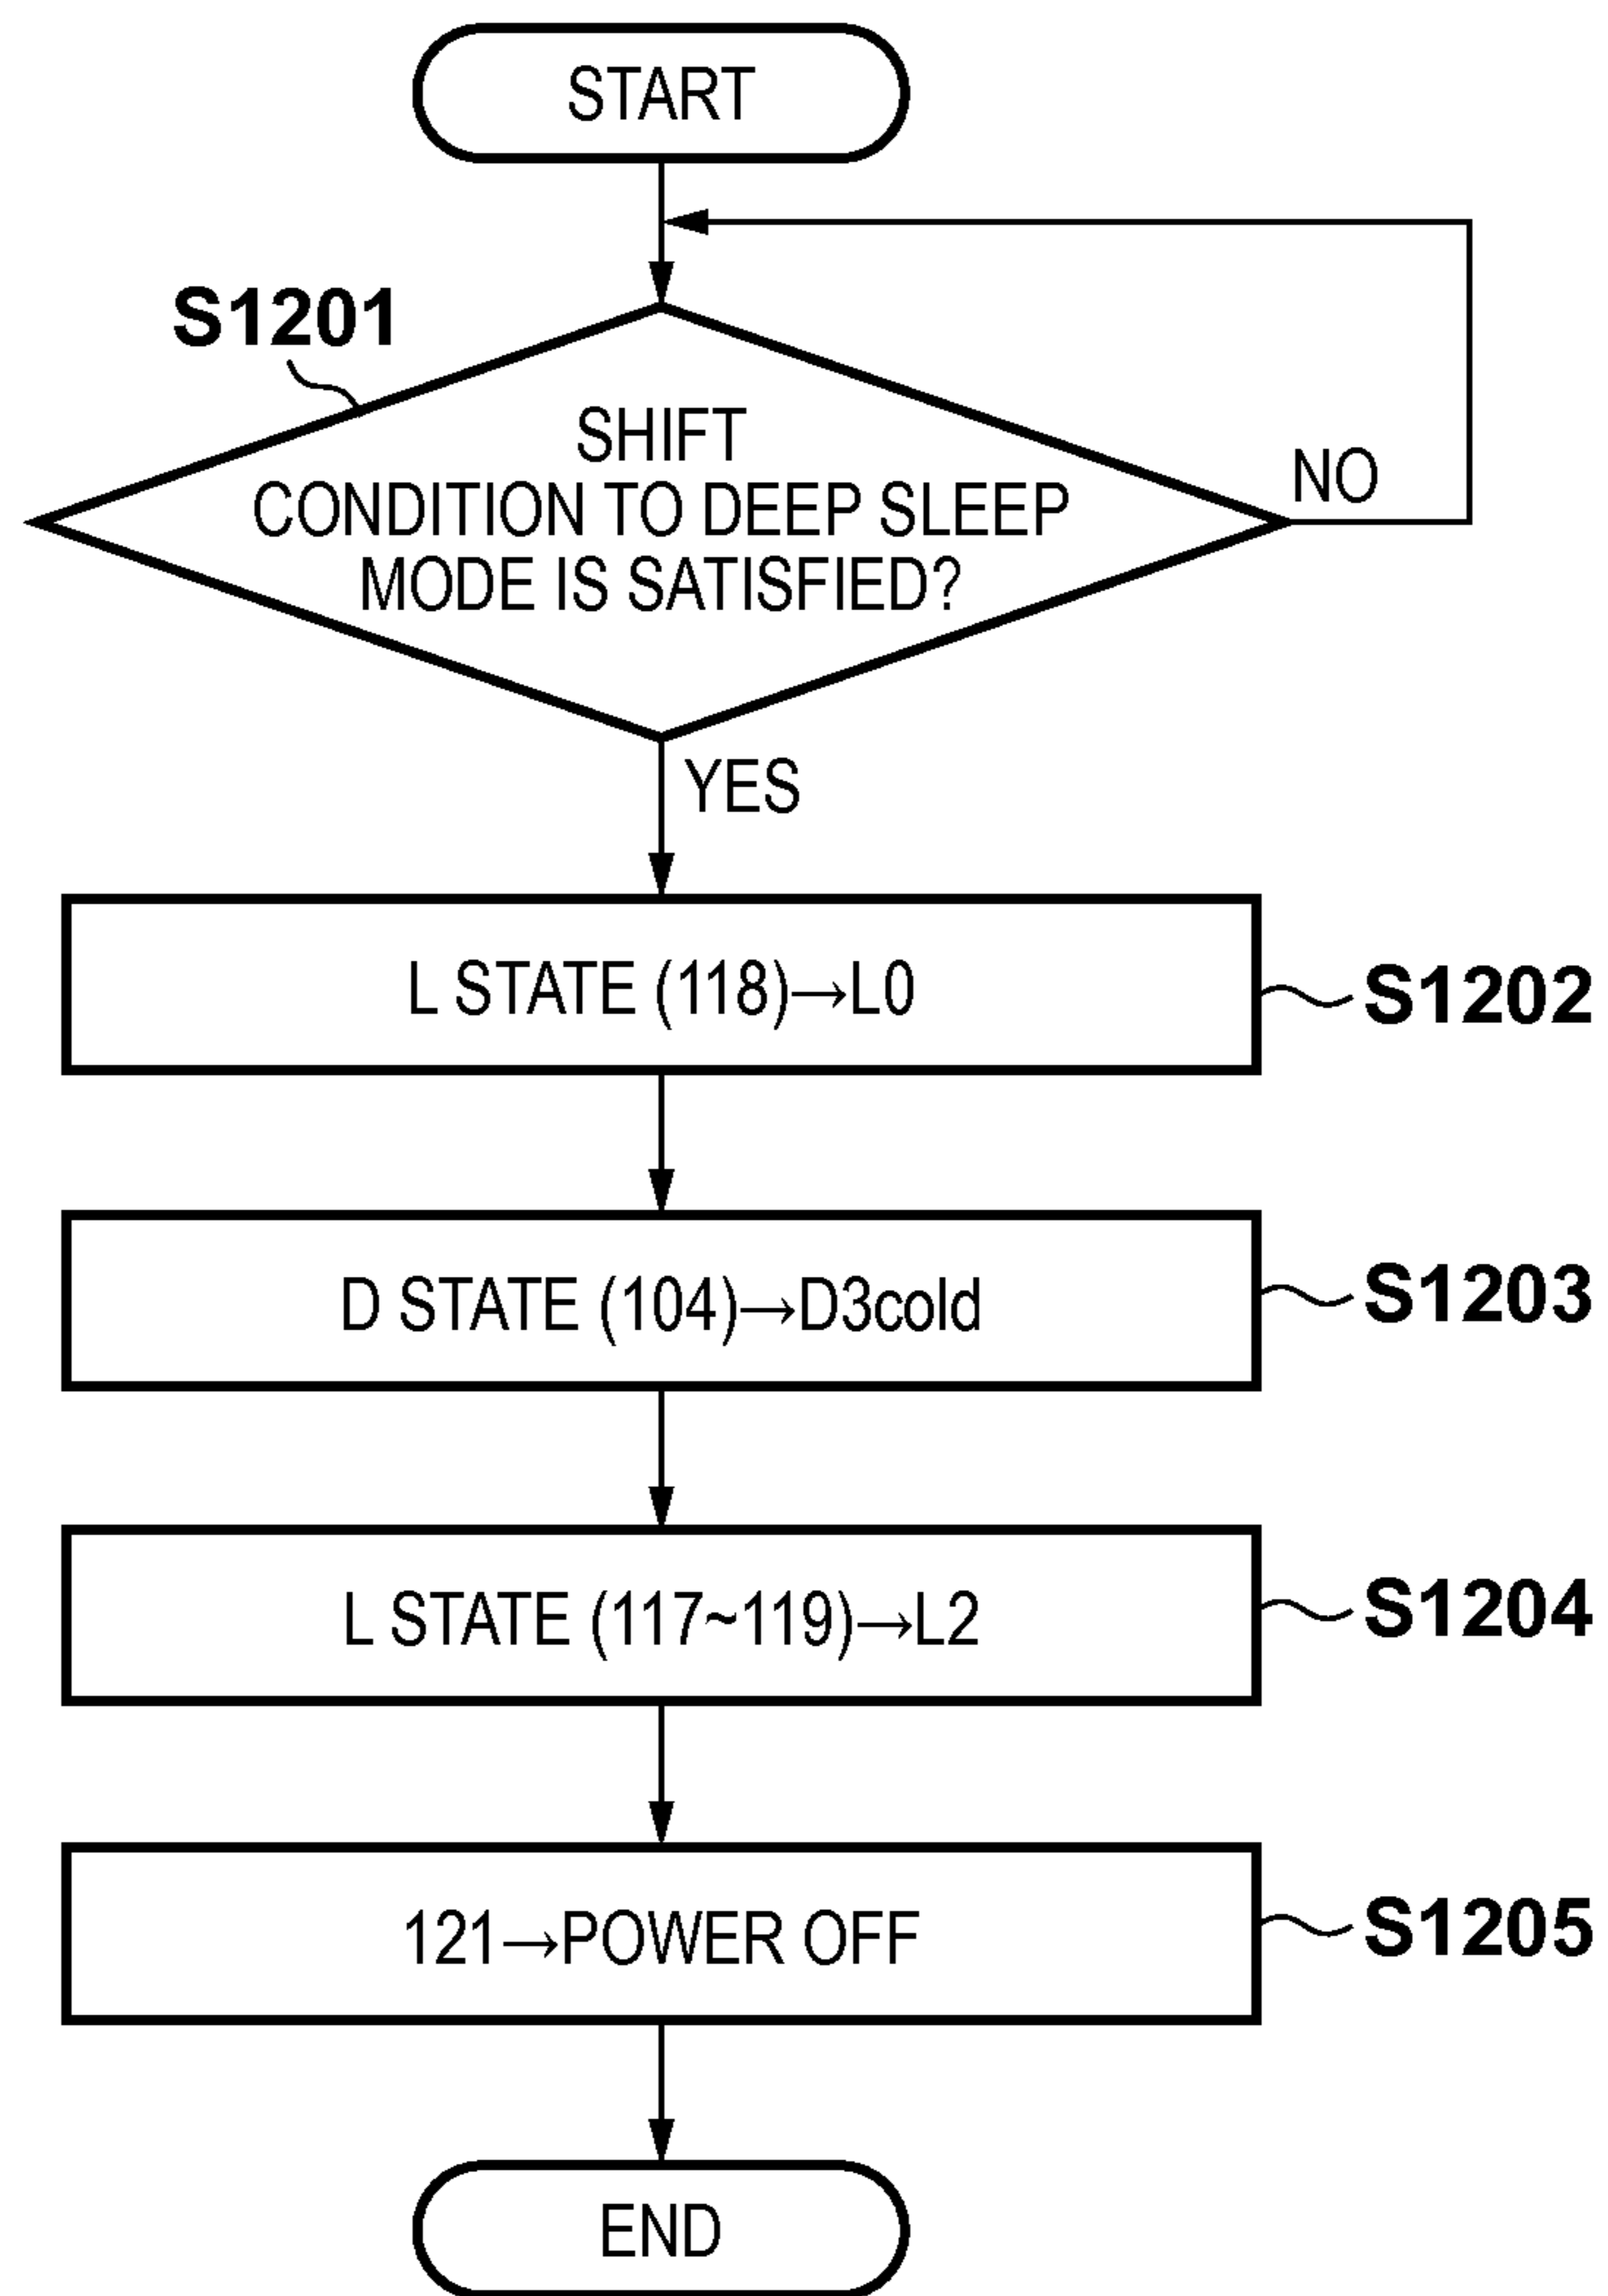 START
S1201
SHIFT
CONDITION TO DEEP SLEEP
MODE IS SATISFIED?
NO
YES
L STATE (118)→L0
S1202
D STATE (104)→D3cold
S1203
L STATE (117~119)→L2
S1204
121→POWER OFF
S1205
END